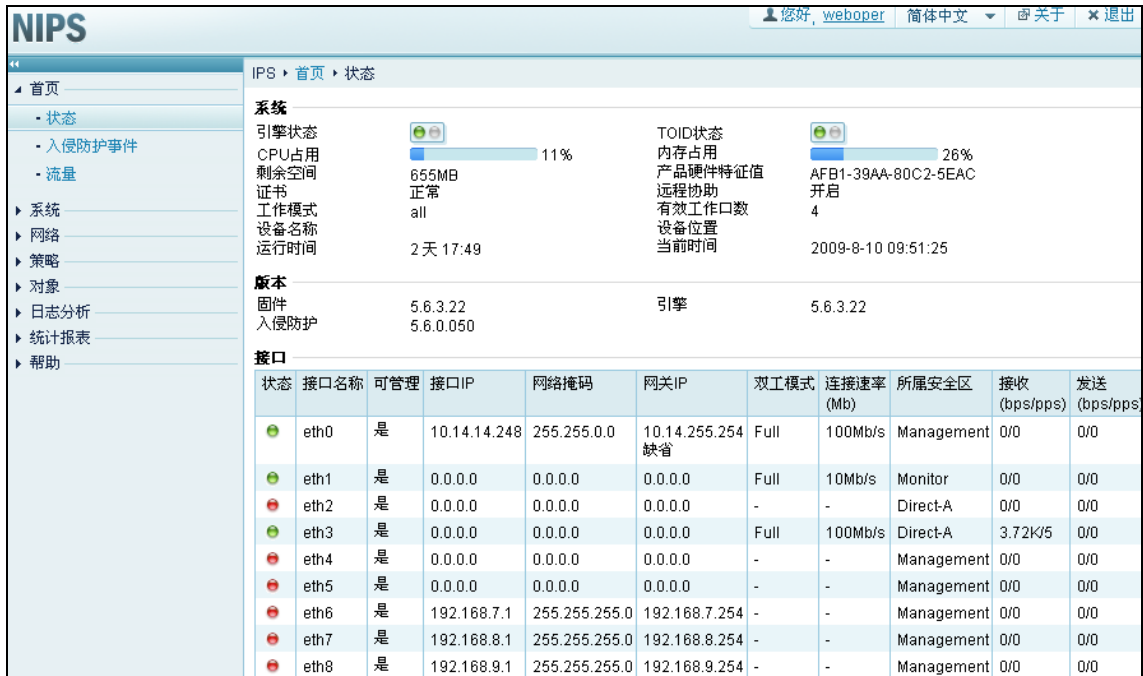 NIPS
您好, weboper 简体中文 关于 退出
IPS 首页 状态
首页
状态
入侵防护事件
流量
系统
网络
策略
对象
日志分析
统计报表
帮助
系统
引擎状态 TOID状态
CPU占用 11% 内存占用 26%
剩余空间 655MB 产品硬件特征值 AFB1-39AA-80C2-5EAC
证书 正常 远程协助 开启
工作模式 all 有效工作口数 4
设备名称 设备位置
运行时间 2天 17:49 当前时间 2009-8-10 09:51:25
版本
固件 5.6.3.22 引擎 5.6.3.22
入侵防护 5.6.0.050
接口
状态 接口名称 可管理 接口IP 网络掩码 网关IP 双工模式 连接速率 (Mb) 所属安全区 接收 (bps/pps) 发送 (bps/pps)
eth0 是 10.14.14.248 255.255.0.0 10.14.255.254 缺省 Full 100Mb/s Management 0/0 0/0
eth1 是 0.0.0.0 0.0.0.0 0.0.0.0 Full 10Mb/s Monitor 0/0 0/0
eth2 是 0.0.0.0 0.0.0.0 0.0.0.0 - - Direct-A 0/0 0/0
eth3 是 0.0.0.0 0.0.0.0 0.0.0.0 Full 100Mb/s Direct-A 3.72K/5 0/0
eth4 是 0.0.0.0 0.0.0.0 0.0.0.0 - - Management 0/0 0/0
eth5 是 0.0.0.0 0.0.0.0 0.0.0.0 - - Management 0/0 0/0
eth6 是 192.168.7.1 255.255.255.0 192.168.7.254 - - Management 0/0 0/0
eth7 是 192.168.8.1 255.255.255.0 192.168.8.254 - - Management 0/0 0/0
eth8 是 192.168.9.1 255.255.255.0 192.168.9.254 - - Management 0/0 0/0